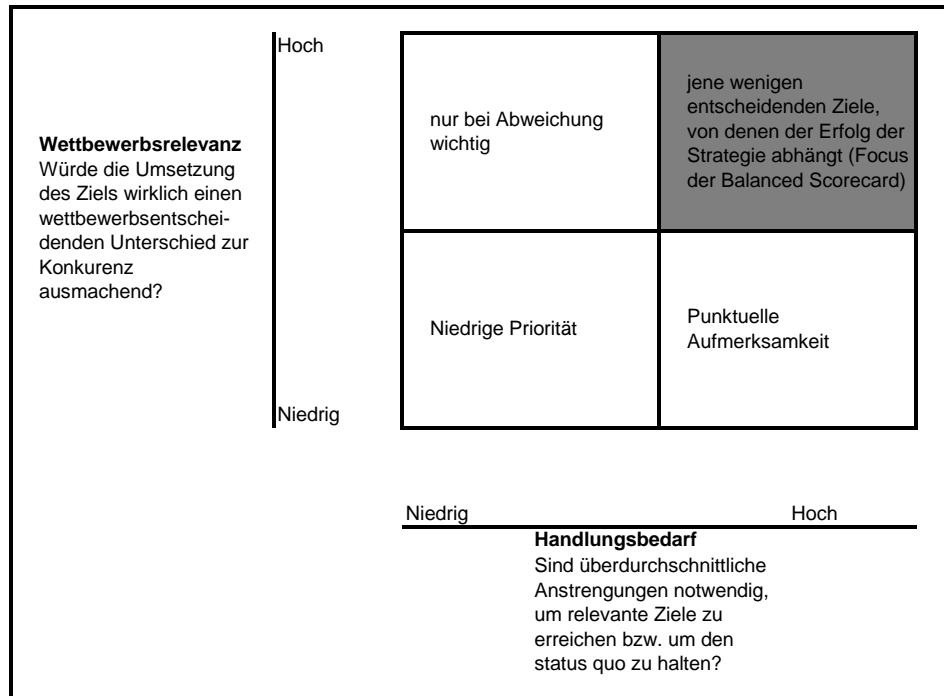 Hoch
Wettbewerbsrelevanz
Würde die Umsetzung
des Ziels wirklich einen
wettbewerbsentschei-
denden Unterschied zur
Konkurenz
ausmachend?
Niedrig
nur bei Abweichung
wichtig
jene wenigen
entscheidenden Ziele,
von denen der Erfolg der
Strategie abhängt (Focus
der Balanced Scorecard)
Niedrige Priorität
Punktuelle
Aufmerksamkeit
Niedrig
Hoch
Handlungsbedarf
Sind überdurchschnittliche
Anstrengungen notwendig,
um relevante Ziele zu
erreichen bzw. um den
status quo zu halten?